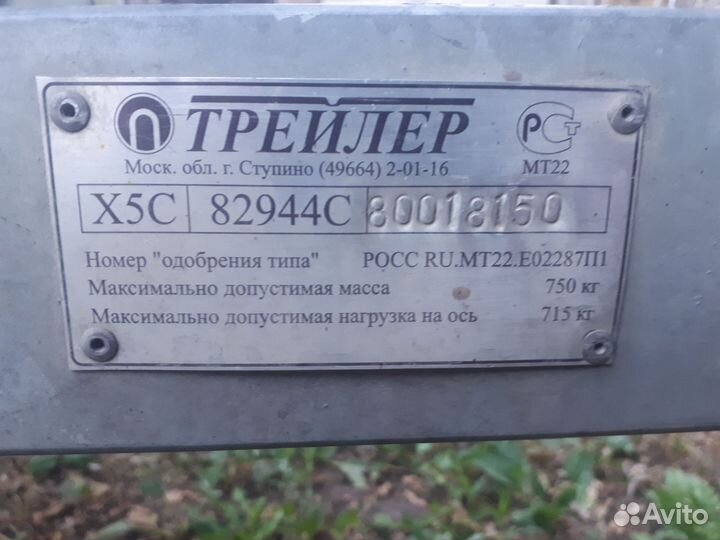 ТРЕЙЛЕР
Моск. обл. г. Ступино (49664) 2-01-16
РСТ
МТ22
X5C 82944C 80018150
Номер "одобрения типа" РОСС RU.МТ22.Е02287П1
Максимально допустимая масса 750 кг
Максимально допустимая нагрузка на ось 715 кг
Avito